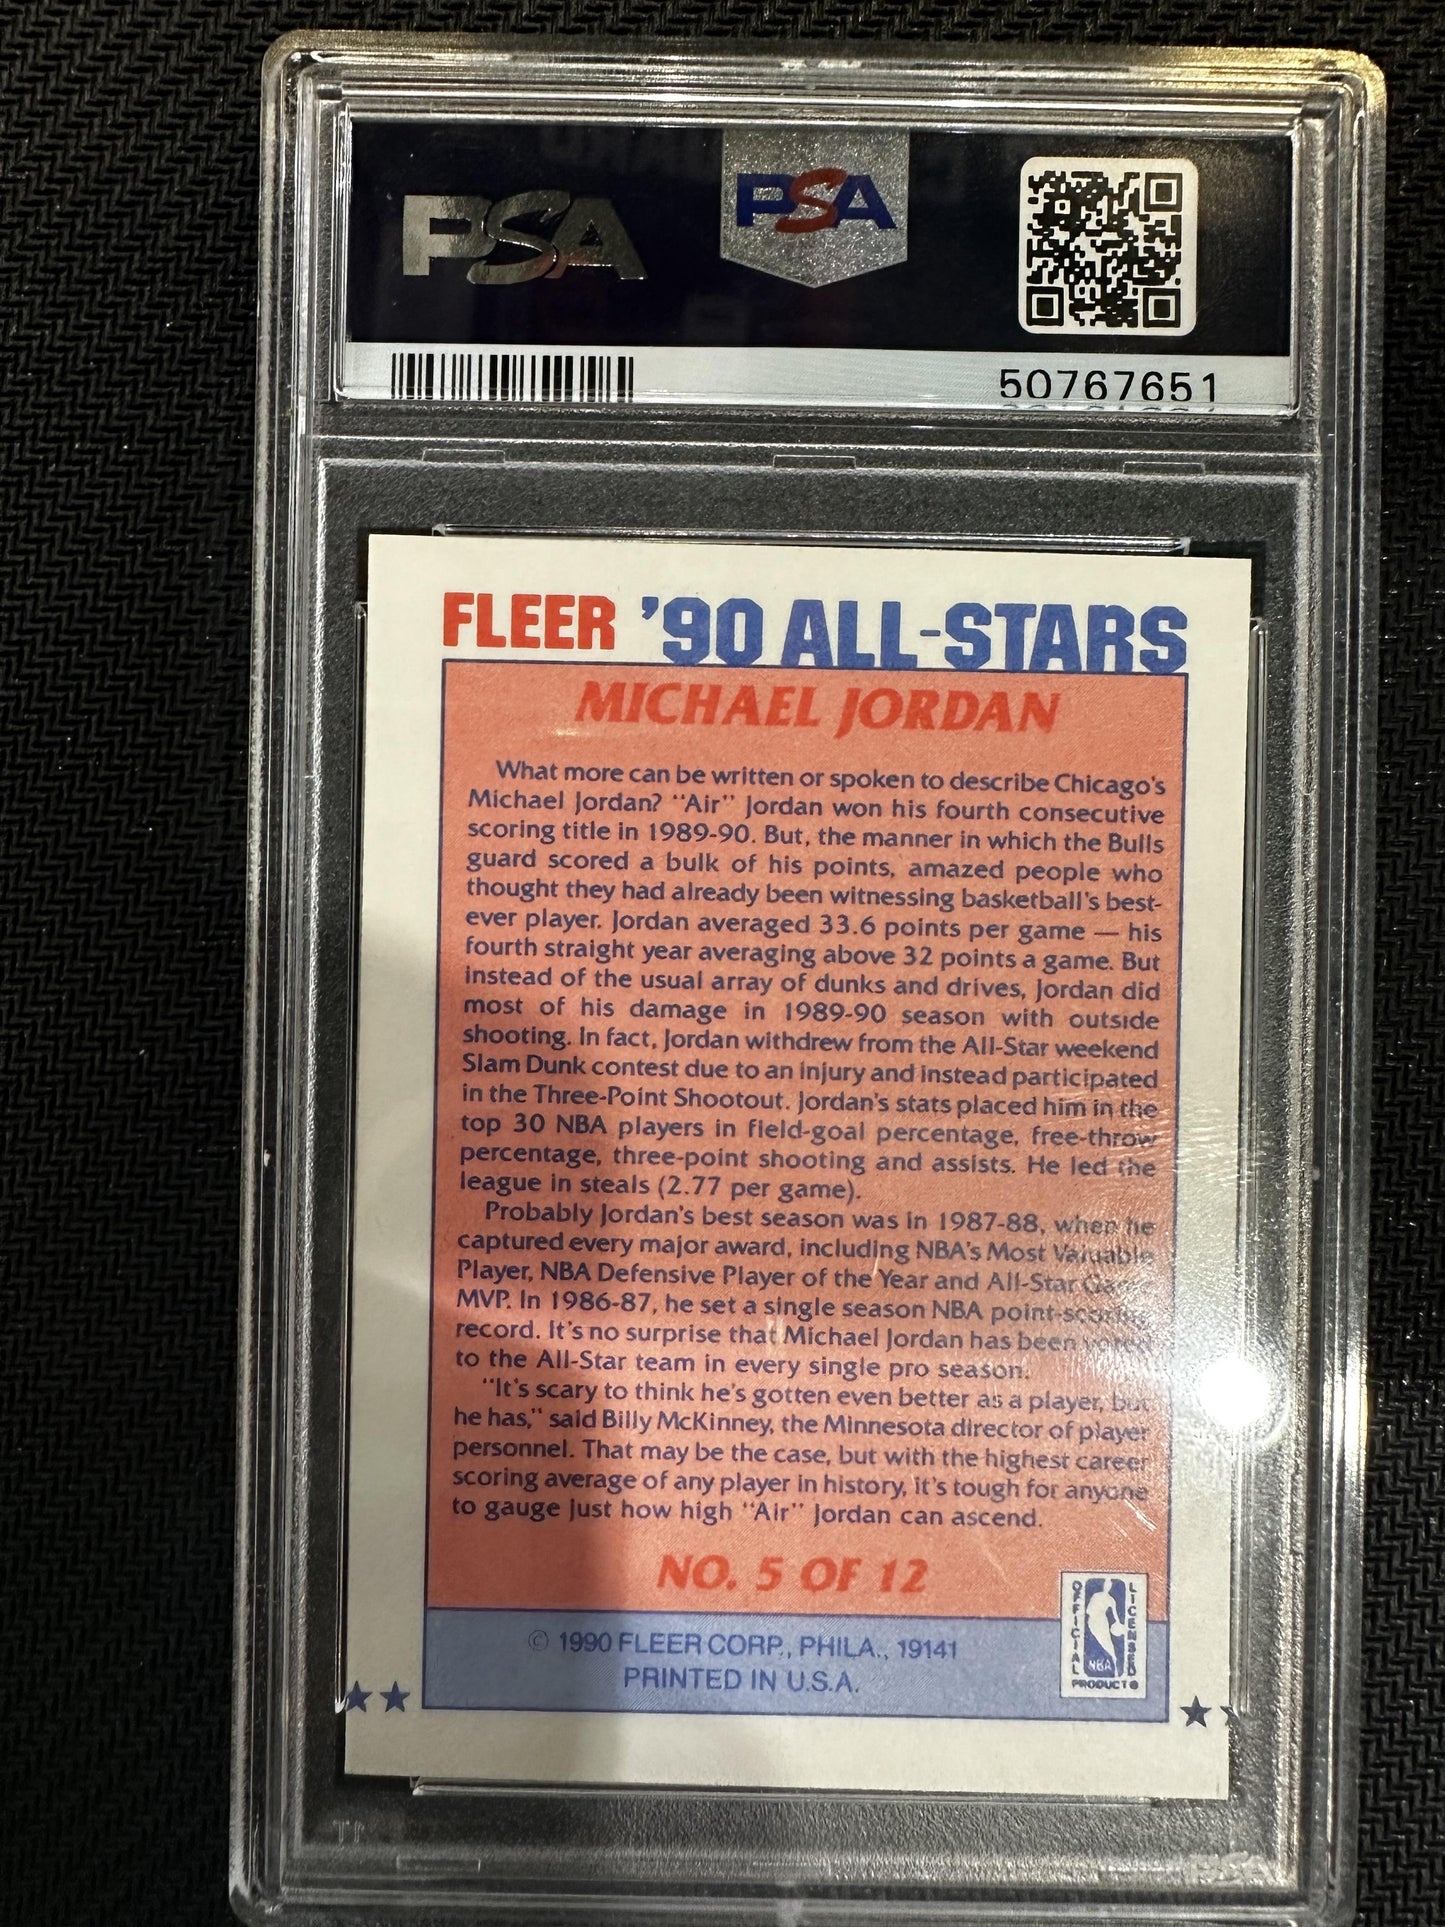 PSA
PSA
50767651
FLEER '90 ALL-STARS
MICHAEL JORDAN
What more can be written or spoken to describe Chicago's
Michael Jordan? "Air" Jordan won his fourth consecutive
scoring title in 1989-90. But, the manner in which the Bulls
guard scored a bulk of his points, amazed people who
thought they had already been witnessing basketball's best-
ever player. Jordan averaged 33.6 points per game — his
fourth straight year averaging above 32 points a game. But
instead of the usual array of dunks and drives, Jordan did
most of his damage in 1989-90 season with outside
shooting. In fact, Jordan withdrew from the All-Star weekend
Slam Dunk contest due to an injury and instead participated
in the Three-Point Shootout. Jordan's stats placed him in the
top 30 NBA players in field-goal percentage, free-throw
percentage, three-point shooting and assists. He led the
league in steals (2.77 per game).
Probably Jordan's best season was in 1987-88, when he
captured every major award, including NBA's Most Valuable
Player, NBA Defensive Player of the Year and All-Star Game
MVP. In 1986-87, he set a single season NBA point-scoring
record. It's no surprise that Michael Jordan has been voted
to the All-Star team in every single pro season.
"It's scary to think he's gotten even better as a player, but
he has," said Billy McKinney, the Minnesota director of player
personnel. That may be the case, but with the highest career
scoring average of any player in history, it's tough for anyone
to gauge just how high "Air" Jordan can ascend.
NO. 5 OF 12
© 1990 FLEER CORP., PHILA., 19141
PRINTED IN U.S.A.
OFFICIAL
NBA
LICENSED
PRODUCT®